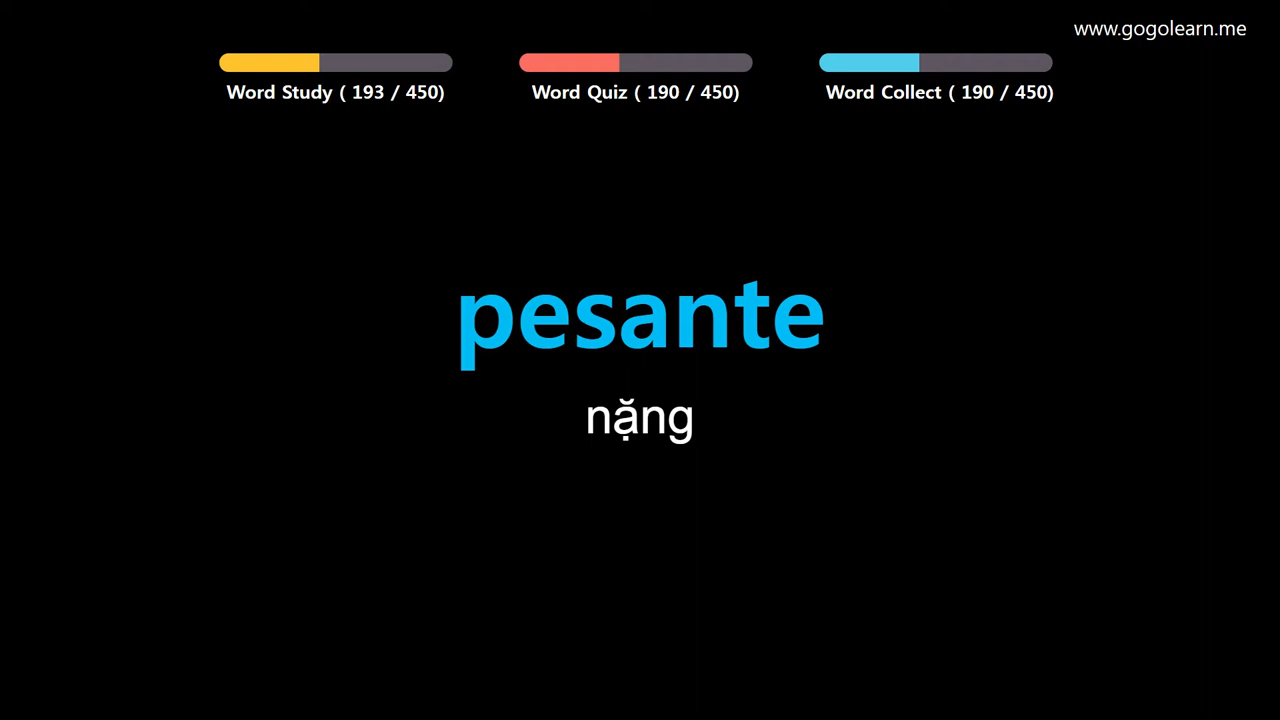 www.gogolearn.me
Word Study ( 193 / 450)
Word Quiz ( 190 / 450)
Word Collect ( 190 / 450)
pesante
nặng